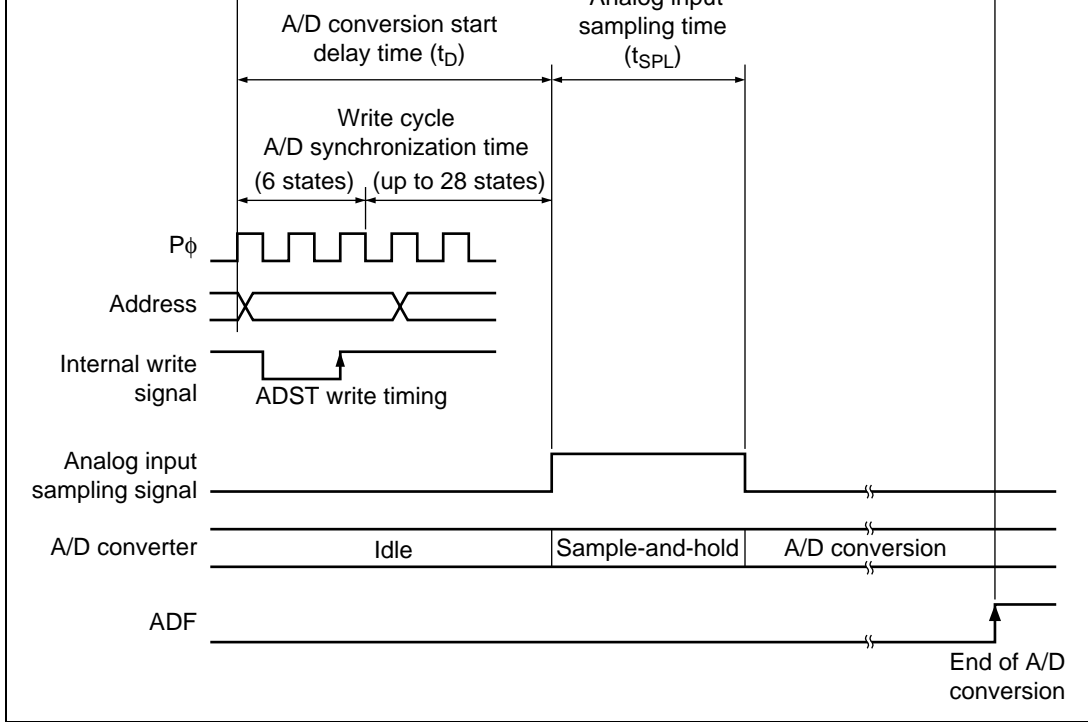 Analog input
A/D conversion start
sampling time
delay time (tD)
(tSPL)
Write cycle
A/D synchronization time
(6 states)
(up to 28 states)
Pϕ
Address
Internal write
signal
ADST write timing
Analog input
sampling signal
A/D converter
Idle
Sample-and-hold
A/D conversion
ADF
End of A/D
conversion